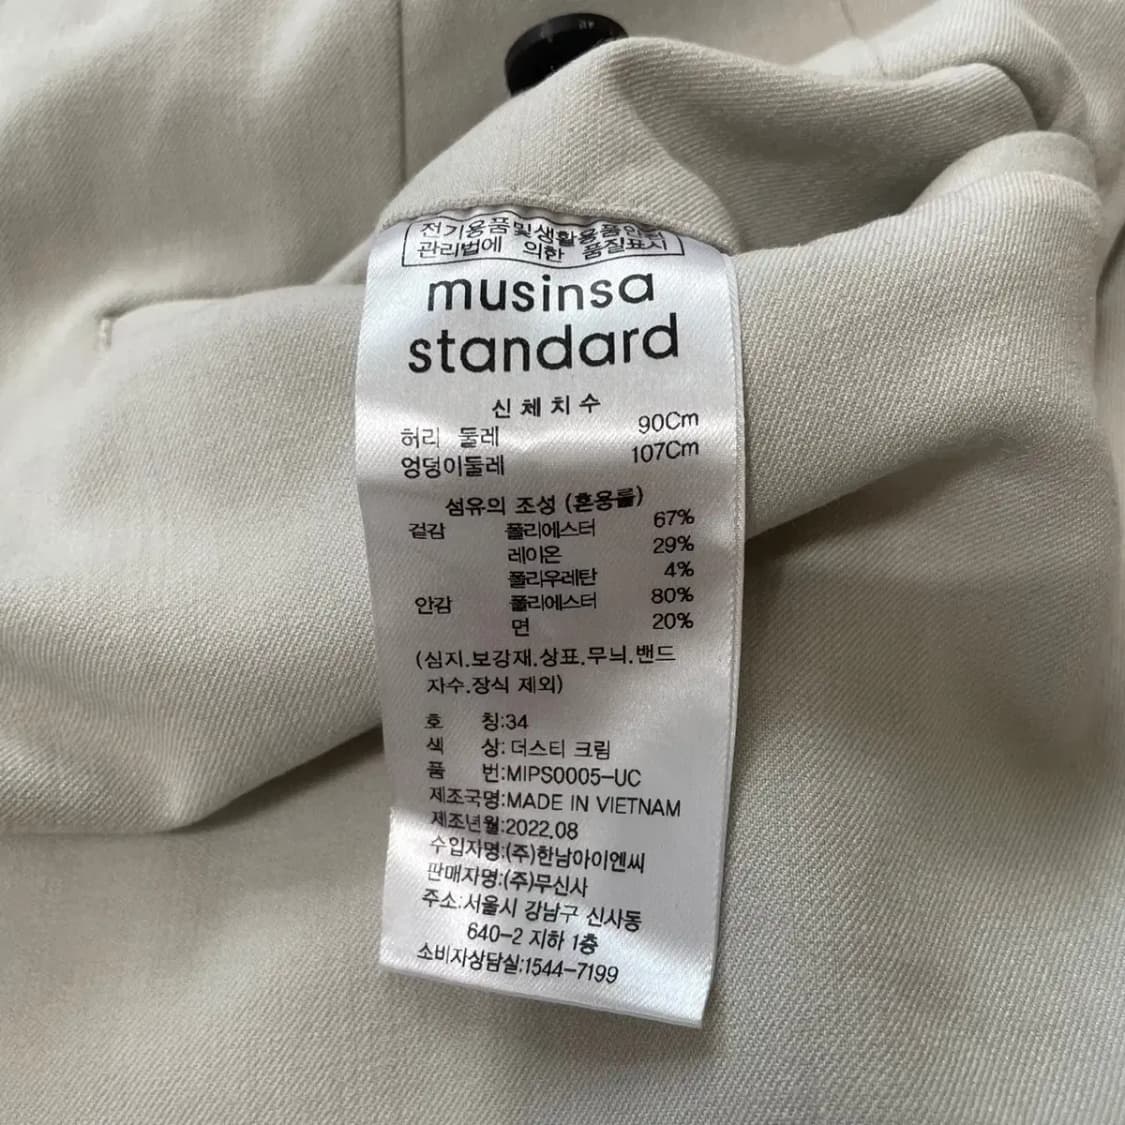 전기용품및생활용품안전
관리법에 의한 품질표시
musinsa
standard
신체치수
허리 둘레 90Cm
엉덩이둘레 107Cm
섬유의 조성 (혼용률)
겉감 폴리에스터 67%
레이온 29%
폴리우레탄 4%
안감 폴리에스터 80%
면 20%
(심지.보강재.상표.무늬.밴드
자수.장식 제외)
호 칭:34
색 상:더스티 크림
품 번:MIPS0005-UC
제조국명:MADE IN VIETNAM
제조년월:2022.08
수입자명:(주)한남아이엔씨
판매자명:(주)무신사
주소:서울시 강남구 신사동
640-2 지하 1층
소비자상담실:1544-7199